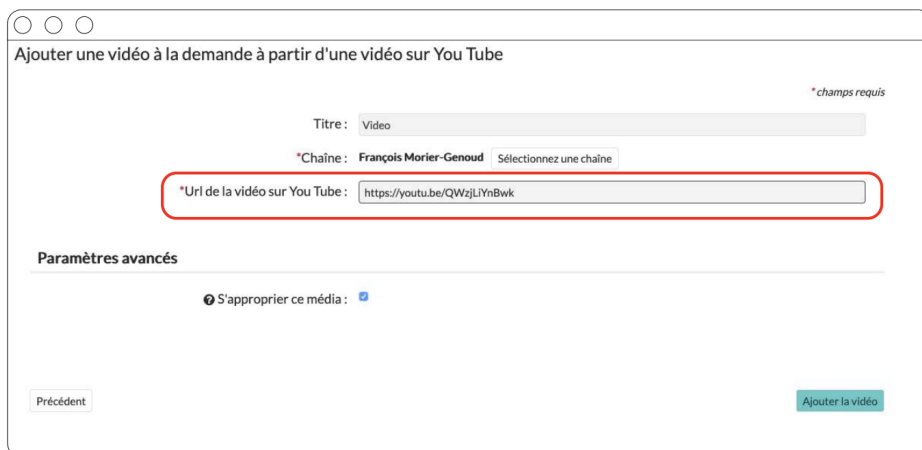 Ajouter une vidéo à la demande à partir d'une vidéo sur You Tube
*champs requis
Titre : Video
*Chaîne : François Morier-Genoud Sélectionnez une chaîne
*Url de la vidéo sur You Tube : https://youtu.be/QWzjLiYnBwk
Paramètres avancés
S'approprier ce média :
Précédent Ajouter la vidéo